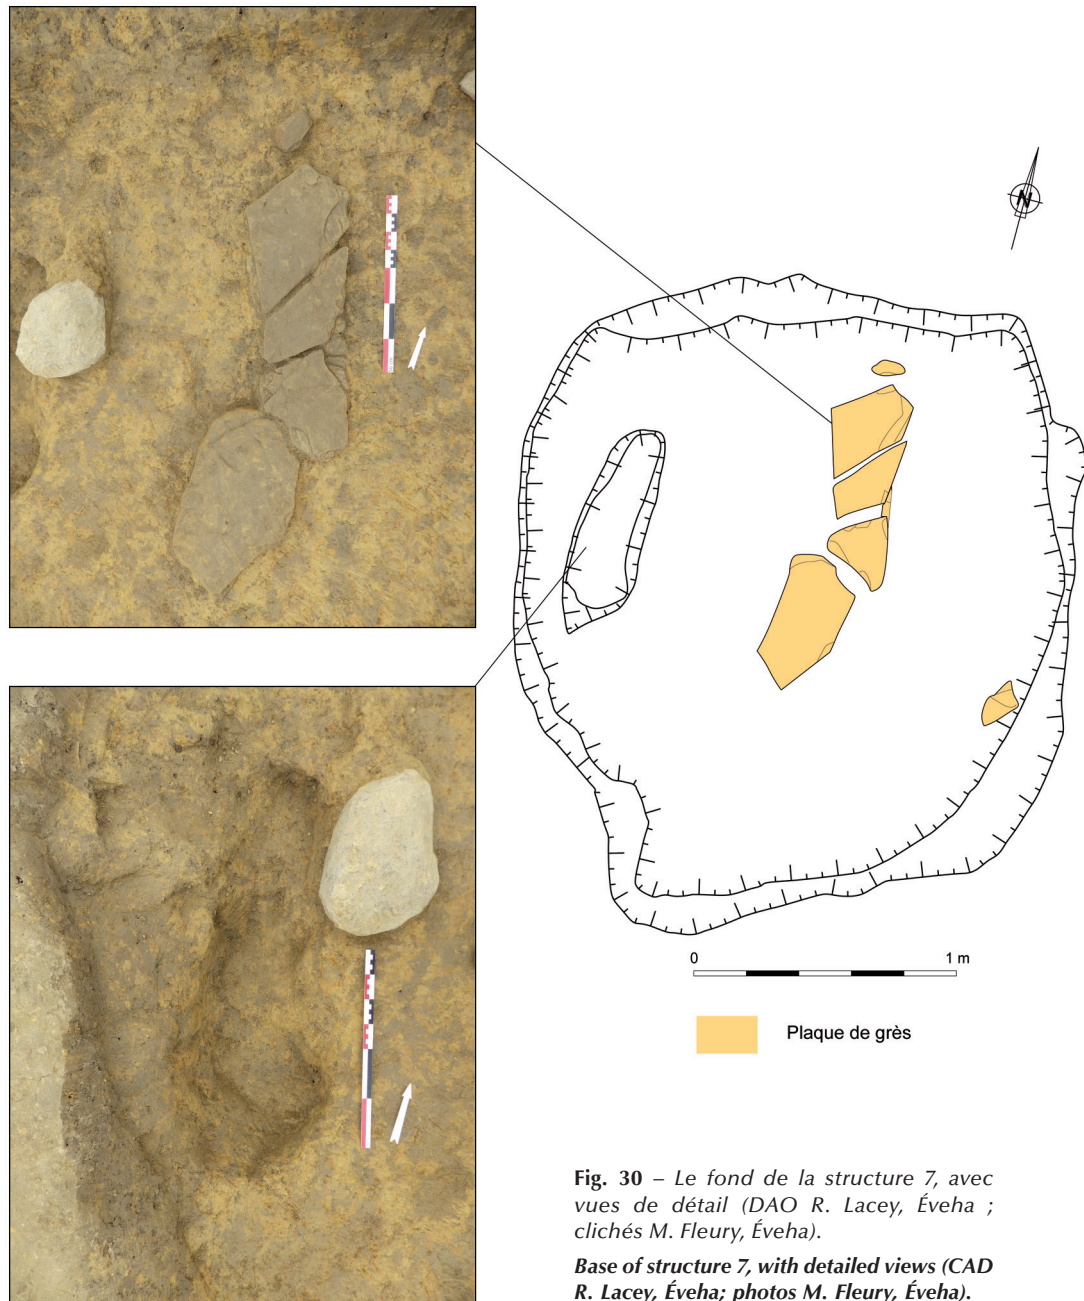 N
0 1 m
Plaque de grès
Fig. 30 – Le fond de la structure 7, avec
vues de détail (DAO R. Lacey, Éveha ;
clichés M. Fleury, Éveha).
Base of structure 7, with detailed views (CAD
R. Lacey, Éveha; photos M. Fleury, Éveha).